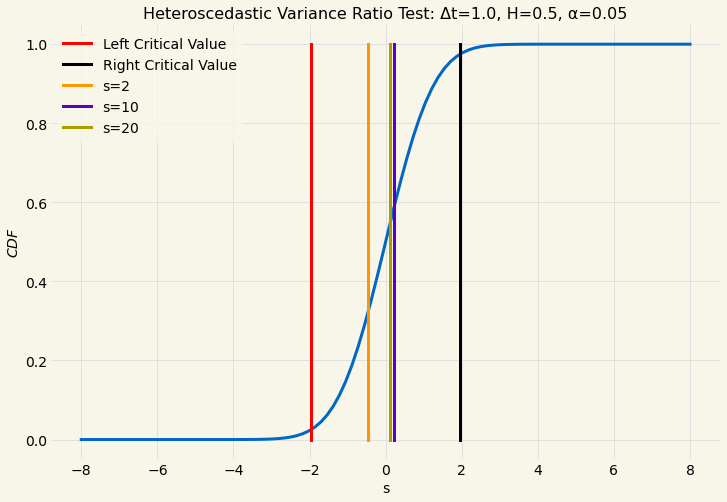 Heteroscedastic Variance Ratio Test: Δt=1.0, H=0.5, α=0.05
Left Critical Value
Right Critical Value
s=2
s=10
s=20
1.0
0.8
0.6
0.4
0.2
0.0
CDF
−8 −6 −4 −2 0 2 4 6 8
s